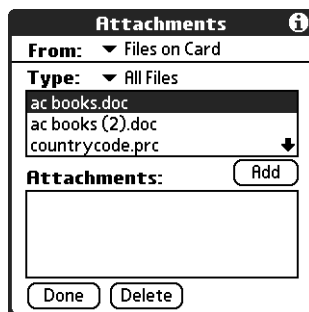 Attachments
From: Files on Card
Type: All Files
ac books.doc
ac books (2).doc
countrycode.prc
Add
Attachments:
Done Delete